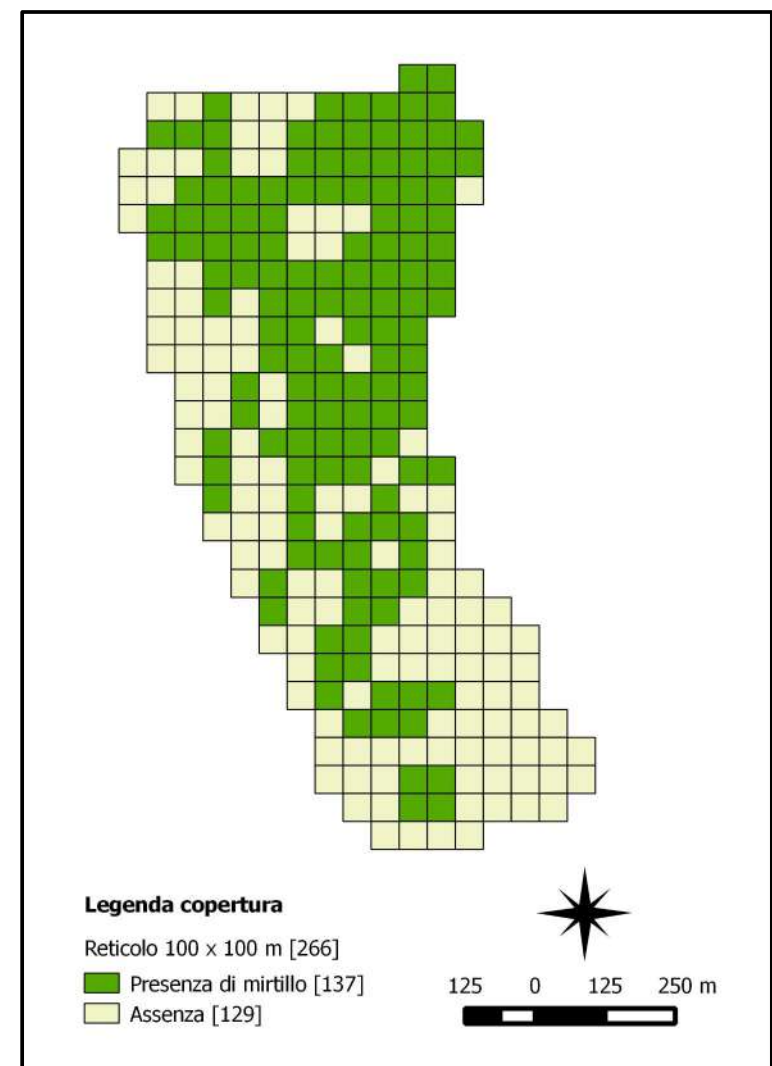 Legenda copertura
Reticolo 100 x 100 m [266]
Presenza di mirtillo [137]
Assenza [129]
125 0 125 250 m